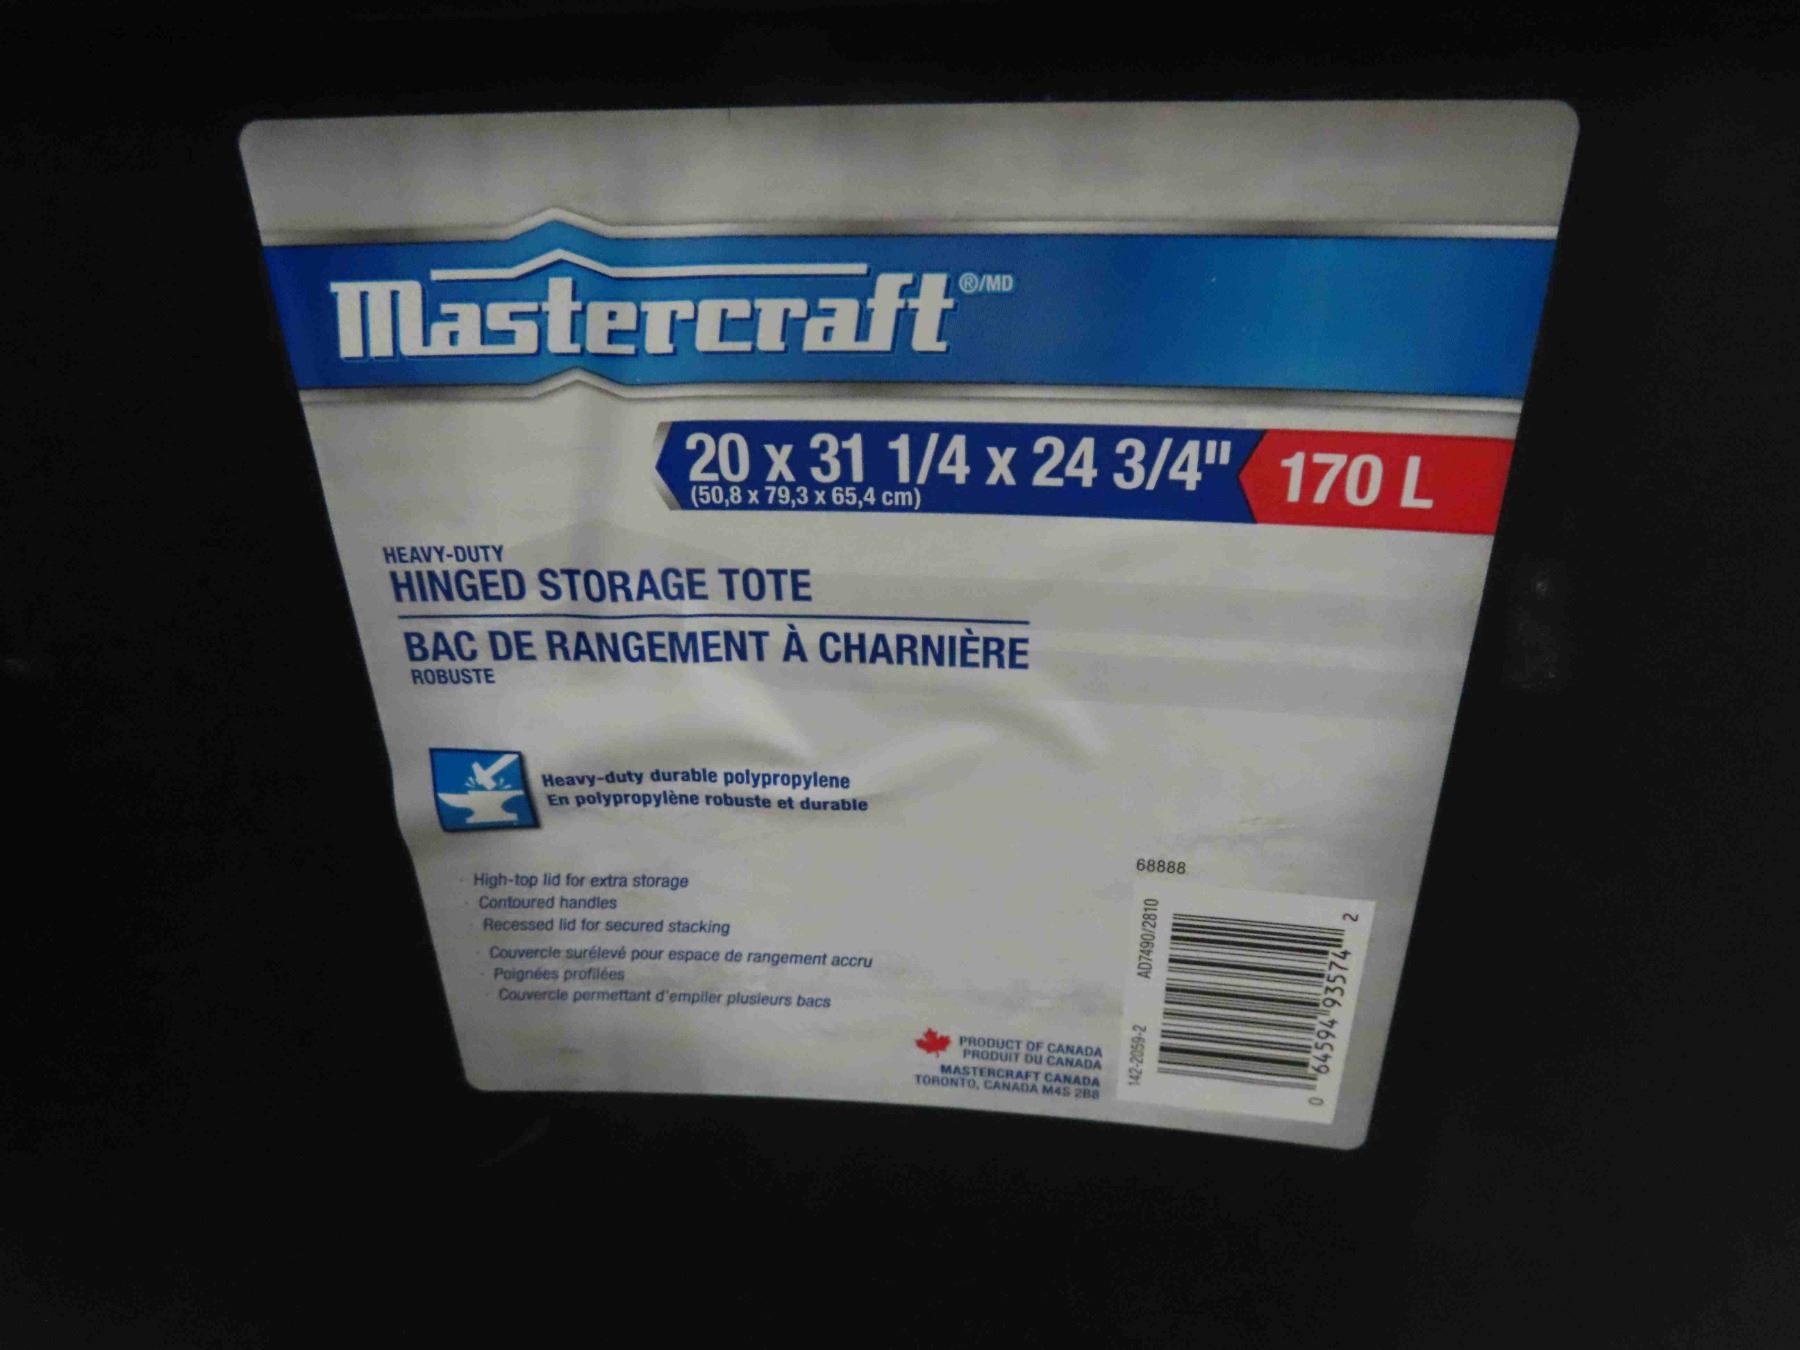 Mastercraft ®/MD
20 x 31 1/4 x 24 3/4" 170 L
(50,8 x 79,3 x 65,4 cm)
HEAVY-DUTY
HINGED STORAGE TOTE
BAC DE RANGEMENT À CHARNIÈRE
ROBUSTE
Heavy-duty durable polypropylene
En polypropylène robuste et durable
· High-top lid for extra storage
· Contoured handles
· Recessed lid for secured stacking
· Couvercle surélevé pour espace de rangement accru
· Poignées profilées
· Couvercle permettant d'empiler plusieurs bacs
PRODUCT OF CANADA
PRODUIT DU CANADA
MASTERCRAFT CANADA
TORONTO, CANADA M4S 2B8
68888
142-2059-2 AD7490/2810
0 64594 93574 2